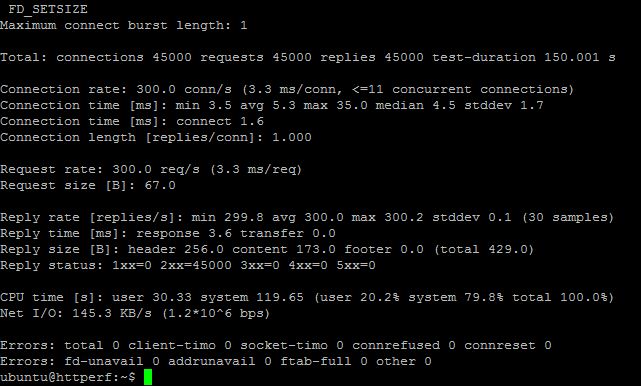 FD_SETSIZE
Maximum connect burst length: 1
Total: connections 45000 requests 45000 replies 45000 test-duration 150.001 s
Connection rate: 300.0 conn/s (3.3 ms/conn, <=11 concurrent connections)
Connection time [ms]: min 3.5 avg 5.3 max 35.0 median 4.5 stddev 1.7
Connection time [ms]: connect 1.6
Connection length [replies/conn]: 1.000
Request rate: 300.0 req/s (3.3 ms/req)
Request size [B]: 67.0
Reply rate [replies/s]: min 299.8 avg 300.0 max 300.2 stddev 0.1 (30 samples)
Reply time [ms]: response 3.6 transfer 0.0
Reply size [B]: header 256.0 content 173.0 footer 0.0 (total 429.0)
Reply status: 1xx=0 2xx=45000 3xx=0 4xx=0 5xx=0
CPU time [s]: user 30.33 system 119.65 (user 20.2% system 79.8% total 100.0%)
Net I/O: 145.3 KB/s (1.2*10^6 bps)
Errors: total 0 client-timo 0 socket-timo 0 connrefused 0 connreset 0
Errors: fd-unavail 0 addrunavail 0 ftab-full 0 other 0
ubuntu@httperf:~$